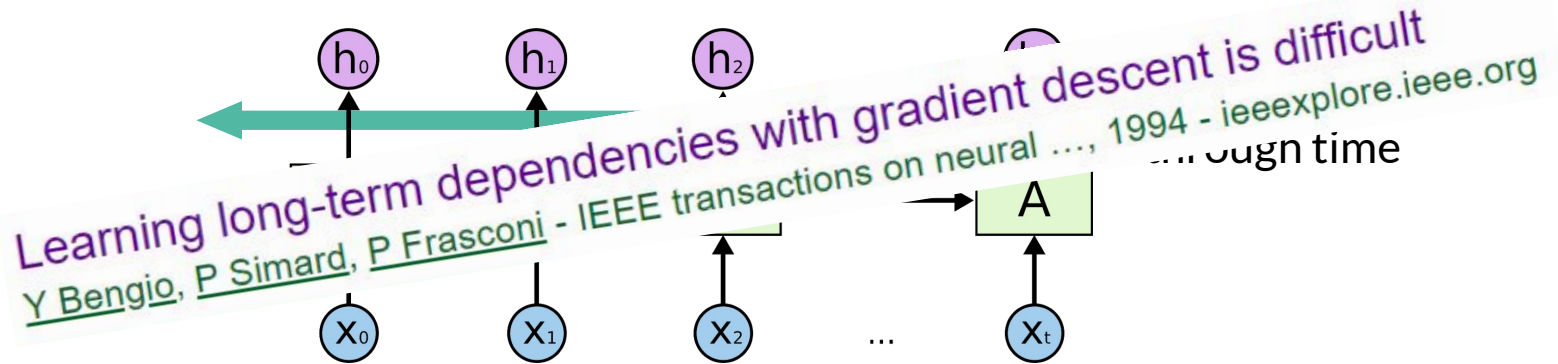 h₀ h₁ h₂
Learning long-term dependencies with gradient descent is difficult
Y Bengio, P Simard, P Frasconi - IEEE transactions on neural ..., 1994 - ieeexplore.ieee.org
time
A
x₀ x₁ x₂ ... xₜ